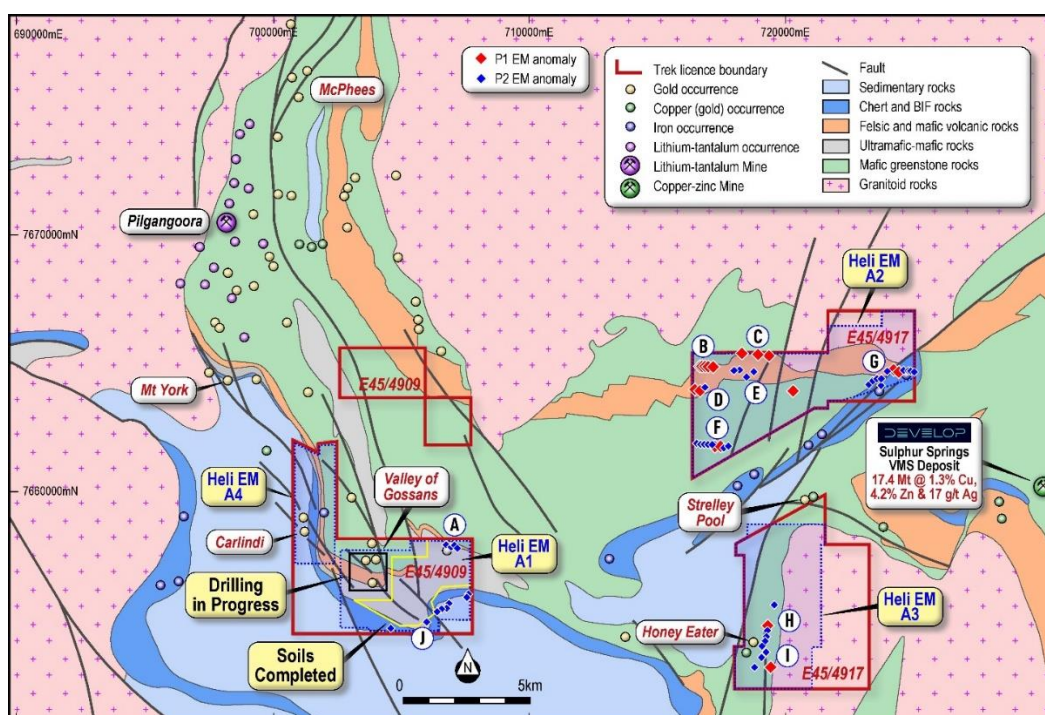 690000mE
700000mE
710000mE
720000mE
P1 EM anomaly
P2 EM anomaly
Trek licence boundary
Gold occurrence
Copper (gold) occurrence
Iron occurrence
Lithium-tantalum occurrence
Lithium-tantalum Mine
Copper-zinc Mine
Fault
Sedimentary rocks
Chert and BIF rocks
Felsic and mafic volcanic rocks
Ultramafic-mafic rocks
Mafic greenstone rocks
Granitoid rocks
McPhees
Pilgangoora
7670000mN
Heli EM
A2
E45/4917
B
C
G
D
E
F
E45/4909
Mt York
DEVELOP
Sulphur Springs
VMS Deposit
17.4 Mt @ 1.3% Cu,
4.2% Zn & 17 g/t Ag
Heli EM
A4
Valley of
Gossans
7660000mN
Strelley
Pool
Carlindi
A
Heli EM
A1
E45/4909
Drilling
in Progress
Heli EM
A3
H
Honey Eater
J
I
Soils
Completed
N
E45/4917
0
5km